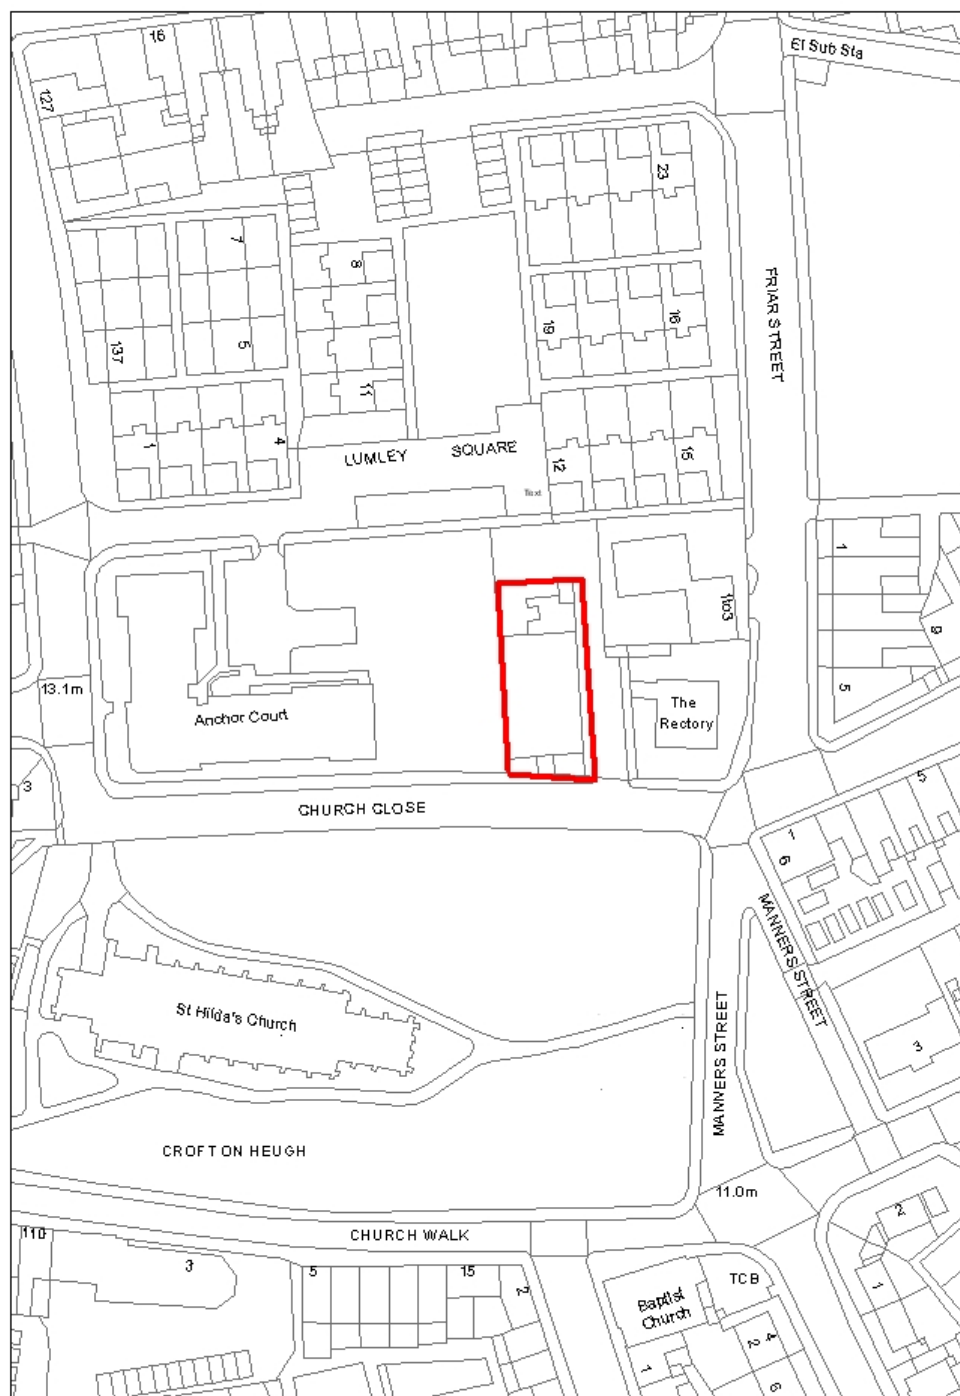 16
El Sub Sta
127
23
7
8
FRIAR STREET
19
16
137
5
11
1
4
LUMLEY SQUARE
12
15
Text
1
1to3
9
13.1m
Anchor Court
The
Rectory
5
3
CHURCH CLOSE
5
1
6
MANNERS STREET
St Hilda's Church
MANNERS STREET
3
CROFTON HEUGH
11.0m
2
110
CHURCH WALK
3
5
15
2
TCB
1
Baptist
Church
4
2
1
6